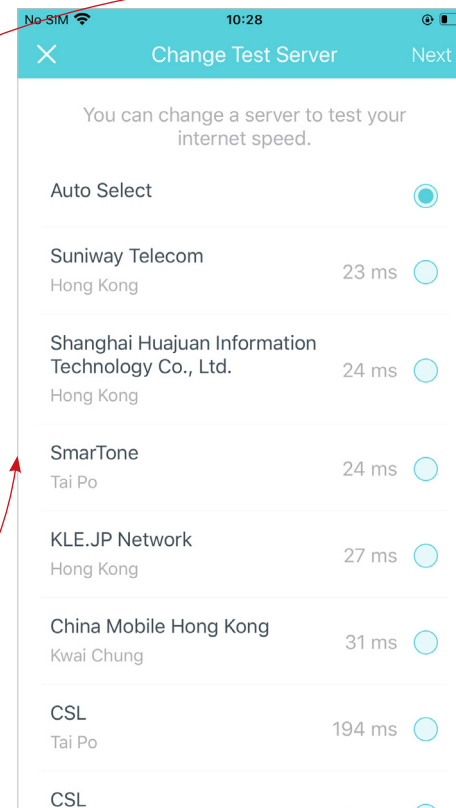 No SIM 10:28
Change Test Server Next
You can change a server to test your
internet speed.
Auto Select
Suniway Telecom
Hong Kong
23 ms
Shanghai Huajuan Information
Technology Co., Ltd.
Hong Kong
24 ms
SmarTone
Tai Po
24 ms
KLE.JP Network
Hong Kong
27 ms
China Mobile Hong Kong
Kwai Chung
31 ms
CSL
Tai Po
194 ms
CSL